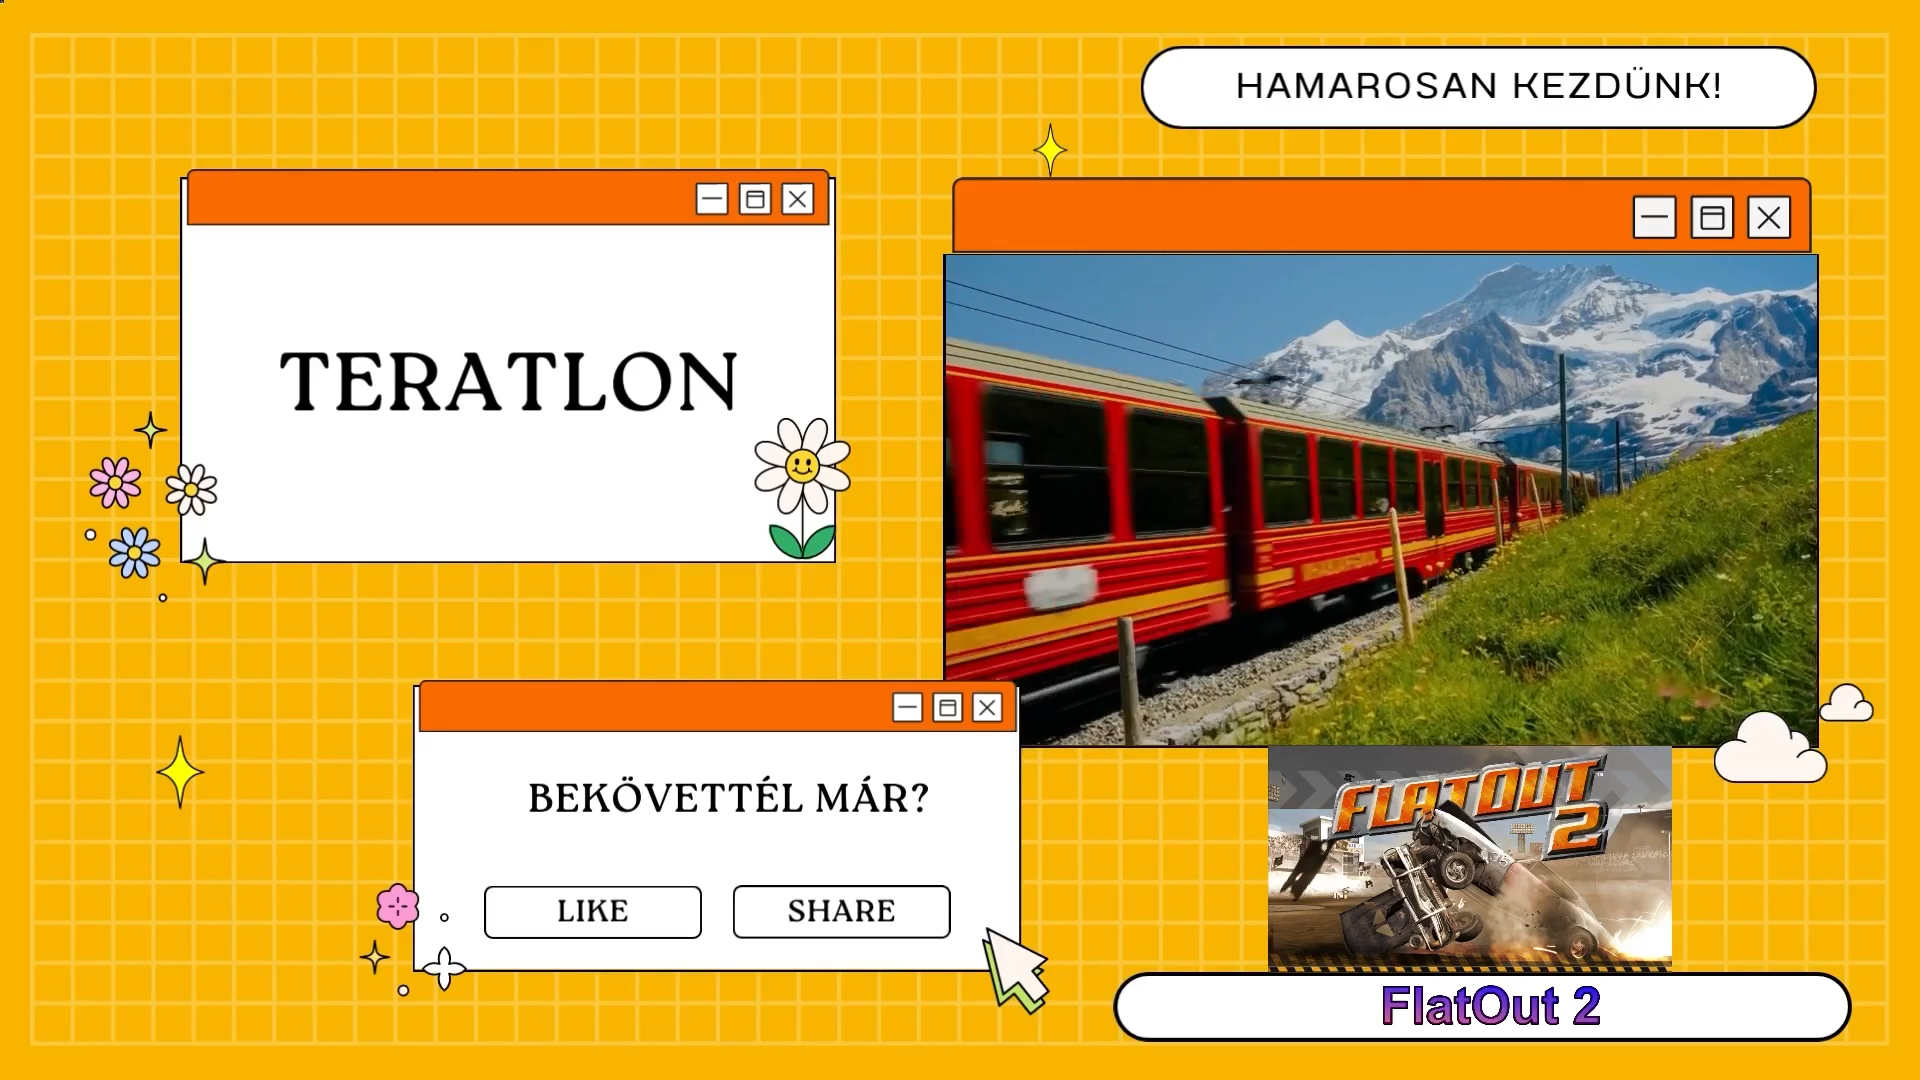 HAMAROSAN KEZDÜNK!
TERATLON
BEKÖVETTÉL MÁR?
LIKE
SHARE
FLATOUT
2
FlatOut 2